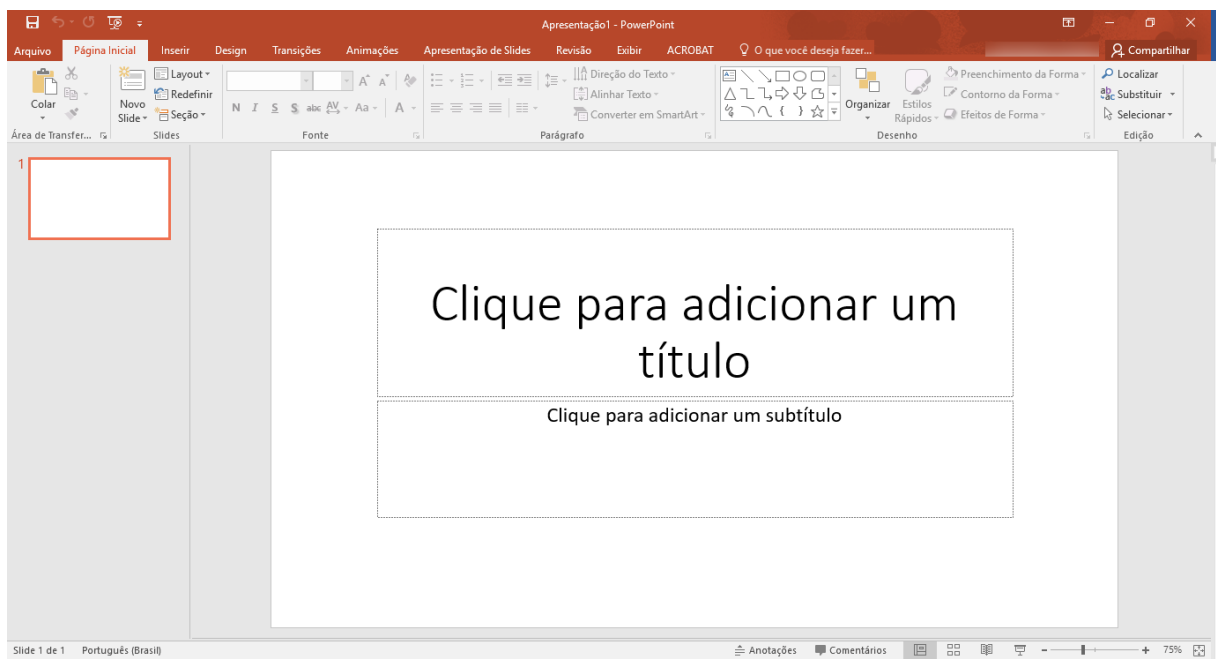 Apresentação1 - PowerPoint
Arquivo Página Inicial Inserir Design Transições Animações Apresentação de Slides Revisão Exibir ACROBAT O que você deseja fazer... Compartilhar
Colar
Novo Slide
Layout
Redefinir
Seção
N I S S abc AV Aa A
A A
Direção do Texto
Alinhar Texto
Converter em SmartArt
Organizar
Estilos Rápidos
Preenchimento da Forma
Contorno da Forma
Efeitos de Forma
Localizar
Substituir
Selecionar
Área de Transfer... Slides Fonte Parágrafo Desenho Edição
1
Clique para adicionar um
título
Clique para adicionar um subtítulo
Slide 1 de 1 Português (Brasil) Anotações Comentários 75%